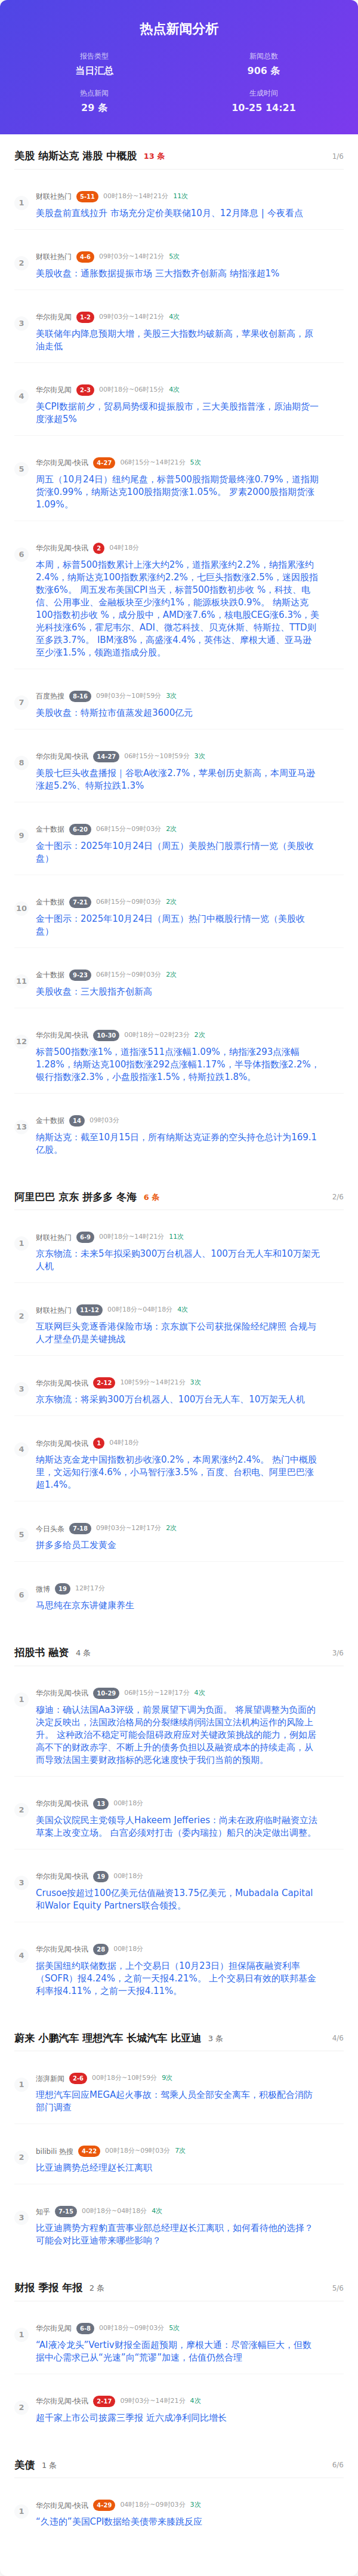 热点新闻分析
报告类型
新闻总数
当日汇总
906 条
热点新闻
生成时间
29 条
10-25 14:21
美股 纳斯达克 港股 中概股 13 条
1/6
1
财联社热门 5-11 00时18分~14时21分 11次
美股盘前直线拉升 市场充分定价美联储10月、12月降息 | 今夜看点
2
财联社热门 4-6 09时03分~14时21分 5次
美股收盘：通胀数据提振市场 三大指数齐创新高 纳指涨超1%
3
华尔街见闻 1-2 09时03分~14时21分 4次
美联储年内降息预期大增，美股三大指数均破新高，苹果收创新高，原
油走低
4
华尔街见闻 2-3 00时18分~06时15分 4次
美CPI数据前夕，贸易局势缓和提振股市，三大美股指普涨，原油期货一
度涨超5%
5
华尔街见闻-快讯 4-27 06时15分~14时21分 5次
周五（10月24日）纽约尾盘，标普500股指期货最终涨0.79%，道指期
货涨0.99%，纳斯达克100股指期货涨1.05%。 罗素2000股指期货涨
1.09%。
6
华尔街见闻-快讯 2 04时18分
本周，标普500指数累计上涨大约2%，道指累涨约2.2%，纳指累涨约
2.4%，纳斯达克100指数累涨约2.2%，七巨头指数涨2.5%，迷因股指
数涨6%。 周五发布美国CPI当天，标普500指数初步收 %，科技、电
信、公用事业、金融板块至少涨约1%，能源板块跌0.9%。 纳斯达克
100指数初步收 %，成分股中，AMD涨7.6%，核电股CEG涨6.3%，美
光科技涨6%，霍尼韦尔、ADI、微芯科技、贝克休斯、特斯拉、TTD则
至多跌3.7%。 IBM涨8%，高盛涨4.4%，英伟达、摩根大通、亚马逊
至少涨1.5%，领跑道指成分股。
7
百度热搜 8-16 09时03分~10时59分 3次
美股收盘：特斯拉市值蒸发超3600亿元
8
华尔街见闻-快讯 14-27 06时15分~10时59分 3次
美股七巨头收盘播报｜谷歌A收涨2.7%，苹果创历史新高，本周亚马逊
涨超5.2%、特斯拉跌1.3%
9
金十数据 6-20 06时15分~09时03分 2次
金十图示：2025年10月24日（周五）美股热门股票行情一览（美股收
盘）
10
金十数据 7-21 06时15分~09时03分 2次
金十图示：2025年10月24日（周五）热门中概股行情一览（美股收
盘）
11
金十数据 9-23 06时15分~09时03分 2次
美股收盘：三大股指齐创新高
12
华尔街见闻-快讯 10-30 00时18分~02时23分 2次
标普500指数涨1%，道指涨511点涨幅1.09%，纳指涨293点涨幅
1.28%，纳斯达克100指数涨292点涨幅1.17%，半导体指数涨2.2%，
银行指数涨2.3%，小盘股指涨1.5%，特斯拉跌1.8%。
13
金十数据 14 09时03分
纳斯达克：截至10月15日，所有纳斯达克证券的空头持仓总计为169.1
亿股。
阿里巴巴 京东 拼多多 冬海 6 条
2/6
1
财联社热门 6-9 00时18分~14时21分 11次
京东物流：未来5年拟采购300万台机器人、100万台无人车和10万架无
人机
2
财联社热门 11-12 00时18分~04时18分 4次
互联网巨头竞逐香港保险市场：京东旗下公司获批保险经纪牌照 合规与
人才壁垒仍是关键挑战
3
华尔街见闻-快讯 2-12 10时59分~14时21分 3次
京东物流：将采购300万台机器人、100万台无人车、10万架无人机
4
华尔街见闻-快讯 1 04时18分
纳斯达克金龙中国指数初步收涨0.2%，本周累涨约2.4%。 热门中概股
里，文远知行涨4.6%，小马智行涨3.5%，百度、台积电、阿里巴巴涨
超1.4%。
5
今日头条 7-18 09时03分~12时17分 2次
拼多多给员工发黄金
6
微博 19 12时17分
马思纯在京东讲健康养生
招股书 融资 4 条
3/6
1
华尔街见闻-快讯 10-29 06时15分~12时17分 4次
穆迪：确认法国Aa3评级，前景展望下调为负面。 将展望调整为负面的
决定反映出，法国政治格局的分裂继续削弱法国立法机构运作的风险上
升。 这种政治不稳定可能会阻碍政府应对关键政策挑战的能力，例如居
高不下的财政赤字、不断上升的债务负担以及融资成本的持续走高，从
而导致法国主要财政指标的恶化速度快于我们当前的预期。
2
华尔街见闻-快讯 13 00时18分
美国众议院民主党领导人Hakeem Jefferies：尚未在政府临时融资立法
草案上改变立场。 白宫必须对打击（委内瑞拉）船只的决定做出调整。
3
华尔街见闻-快讯 19 00时18分
Crusoe按超过100亿美元估值融资13.75亿美元，Mubadala Capital
和Valor Equity Partners联合领投。
4
华尔街见闻-快讯 28 00时18分
据美国纽约联储数据，上个交易日（10月23日）担保隔夜融资利率
（SOFR）报4.24%，之前一天报4.21%。 上个交易日有效的联邦基金
利率报4.11%，之前一天报4.11%。
蔚来 小鹏汽车 理想汽车 长城汽车 比亚迪 3 条
4/6
1
澎湃新闻 2-6 00时18分~10时59分 9次
理想汽车回应MEGA起火事故：驾乘人员全部安全离车，积极配合消防
部门调查
2
bilibili 热搜 4-22 00时18分~09时03分 7次
比亚迪腾势总经理赵长江离职
3
知乎 7-15 00时18分~04时18分 4次
比亚迪腾势方程豹直营事业部总经理赵长江离职，如何看待他的选择？
可能会对比亚迪带来哪些影响？
财报 季报 年报 2 条
5/6
1
华尔街见闻 6-8 00时18分~09时03分 5次
“AI液冷龙头”Vertiv财报全面超预期，摩根大通：尽管涨幅巨大，但数
据中心需求已从“光速”向“荒谬”加速，估值仍然合理
2
华尔街见闻-快讯 2-17 09时03分~14时21分 4次
超千家上市公司披露三季报 近六成净利同比增长
美债 1 条
6/6
1
华尔街见闻-快讯 4-29 04时18分~09时03分 3次
“久违的”美国CPI数据给美债带来膝跳反应